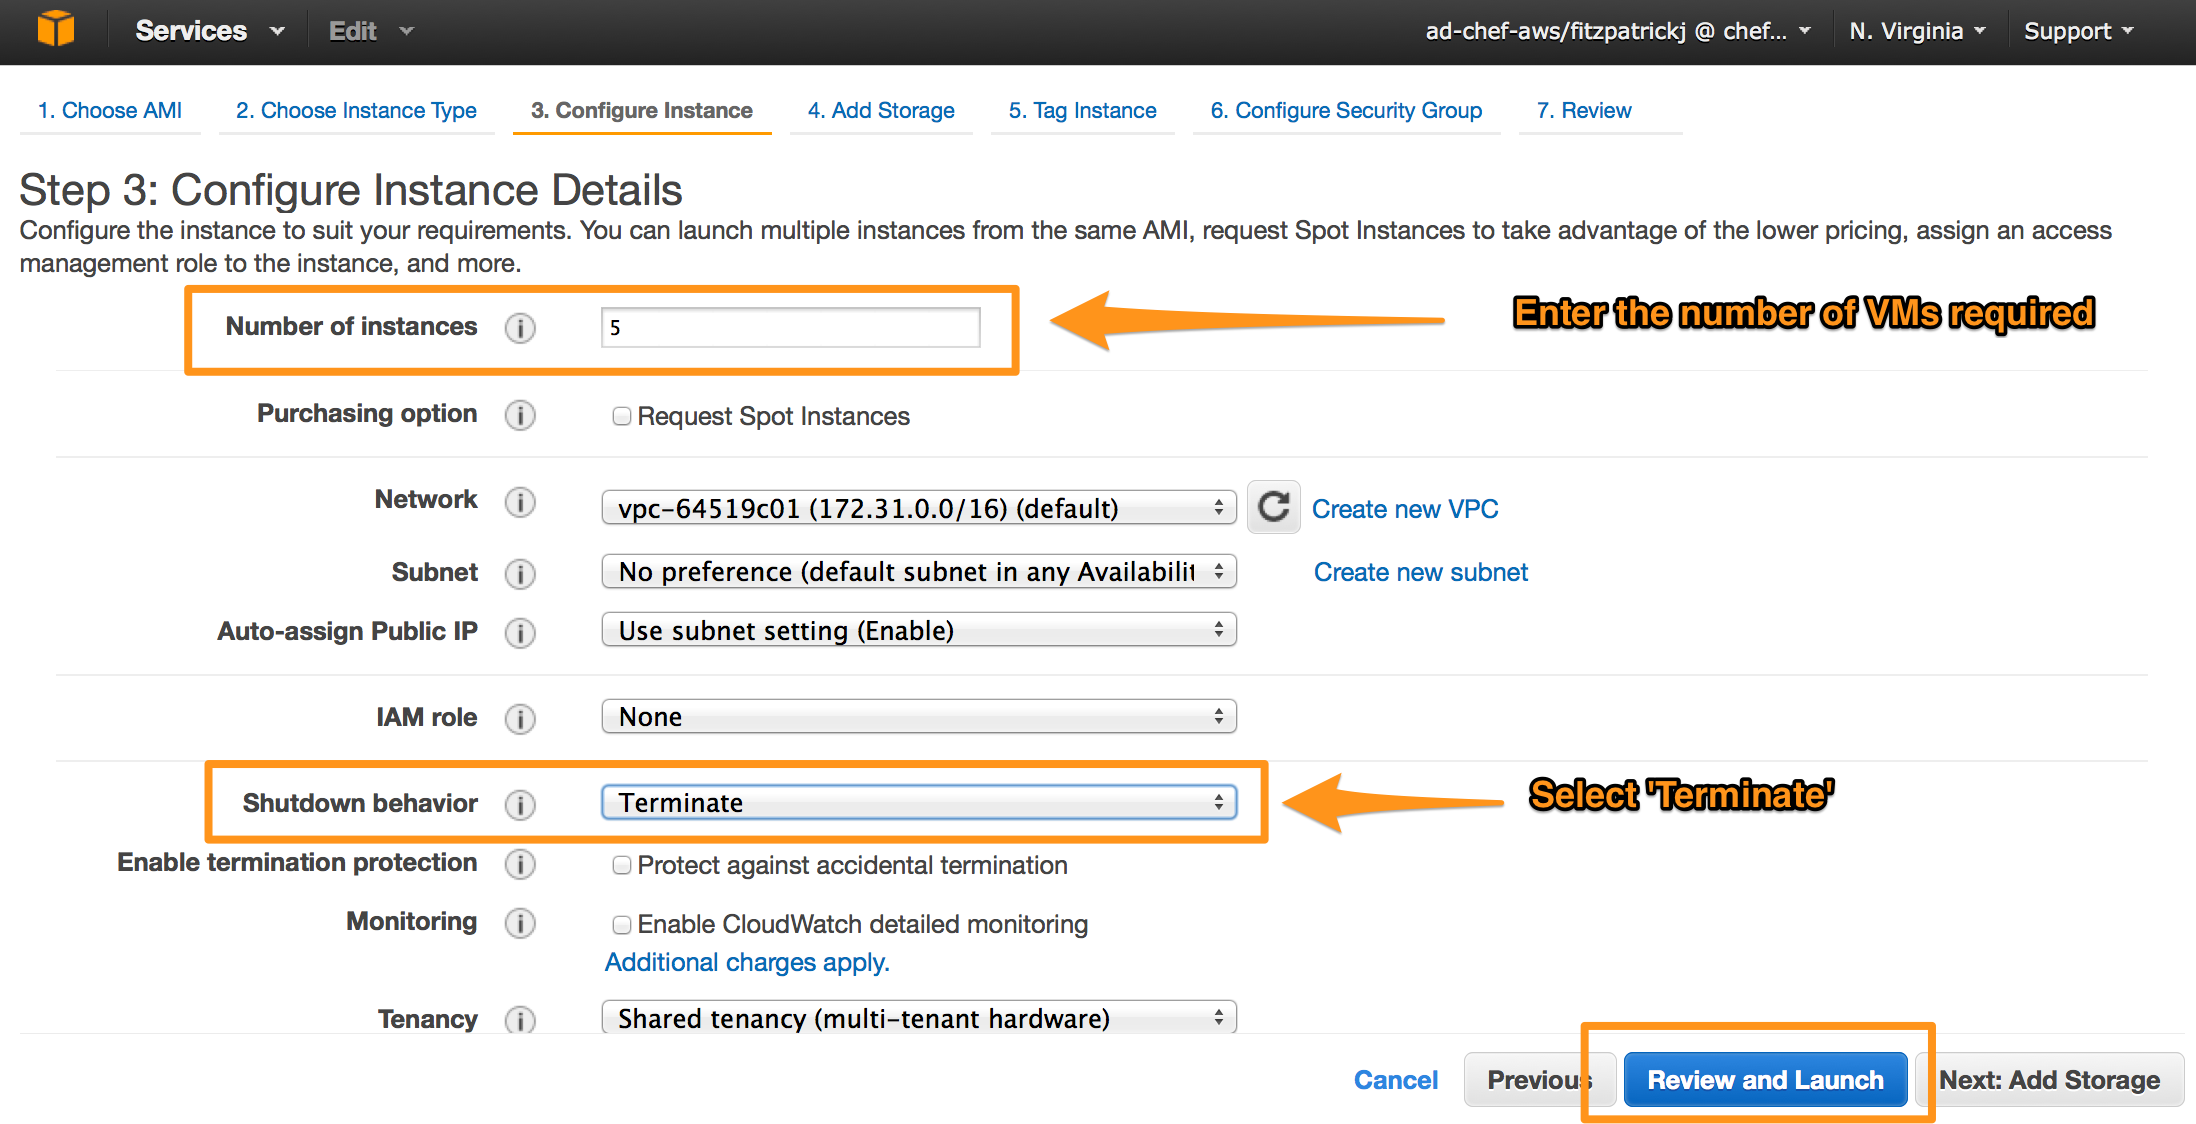 Services Edit ad-chef-aws/fitzpatrickj @ chef... N. Virginia Support
1. Choose AMI 2. Choose Instance Type 3. Configure Instance 4. Add Storage 5. Tag Instance 6. Configure Security Group 7. Review
Step 3: Configure Instance Details
Configure the instance to suit your requirements. You can launch multiple instances from the same AMI, request Spot Instances to take advantage of the lower pricing, assign an access
management role to the instance, and more.
Number of instances i 5 Enter the number of VMs required
Purchasing option i Request Spot Instances
Network i vpc-64519c01 (172.31.0.0/16) (default) Create new VPC
Subnet i No preference (default subnet in any Availabilit Create new subnet
Auto-assign Public IP i Use subnet setting (Enable)
IAM role i None
Shutdown behavior i Terminate Select 'Terminate'
Enable termination protection i Protect against accidental termination
Monitoring i Enable CloudWatch detailed monitoring
Additional charges apply.
Tenancy i Shared tenancy (multi-tenant hardware)
Cancel Previous Review and Launch Next: Add Storage